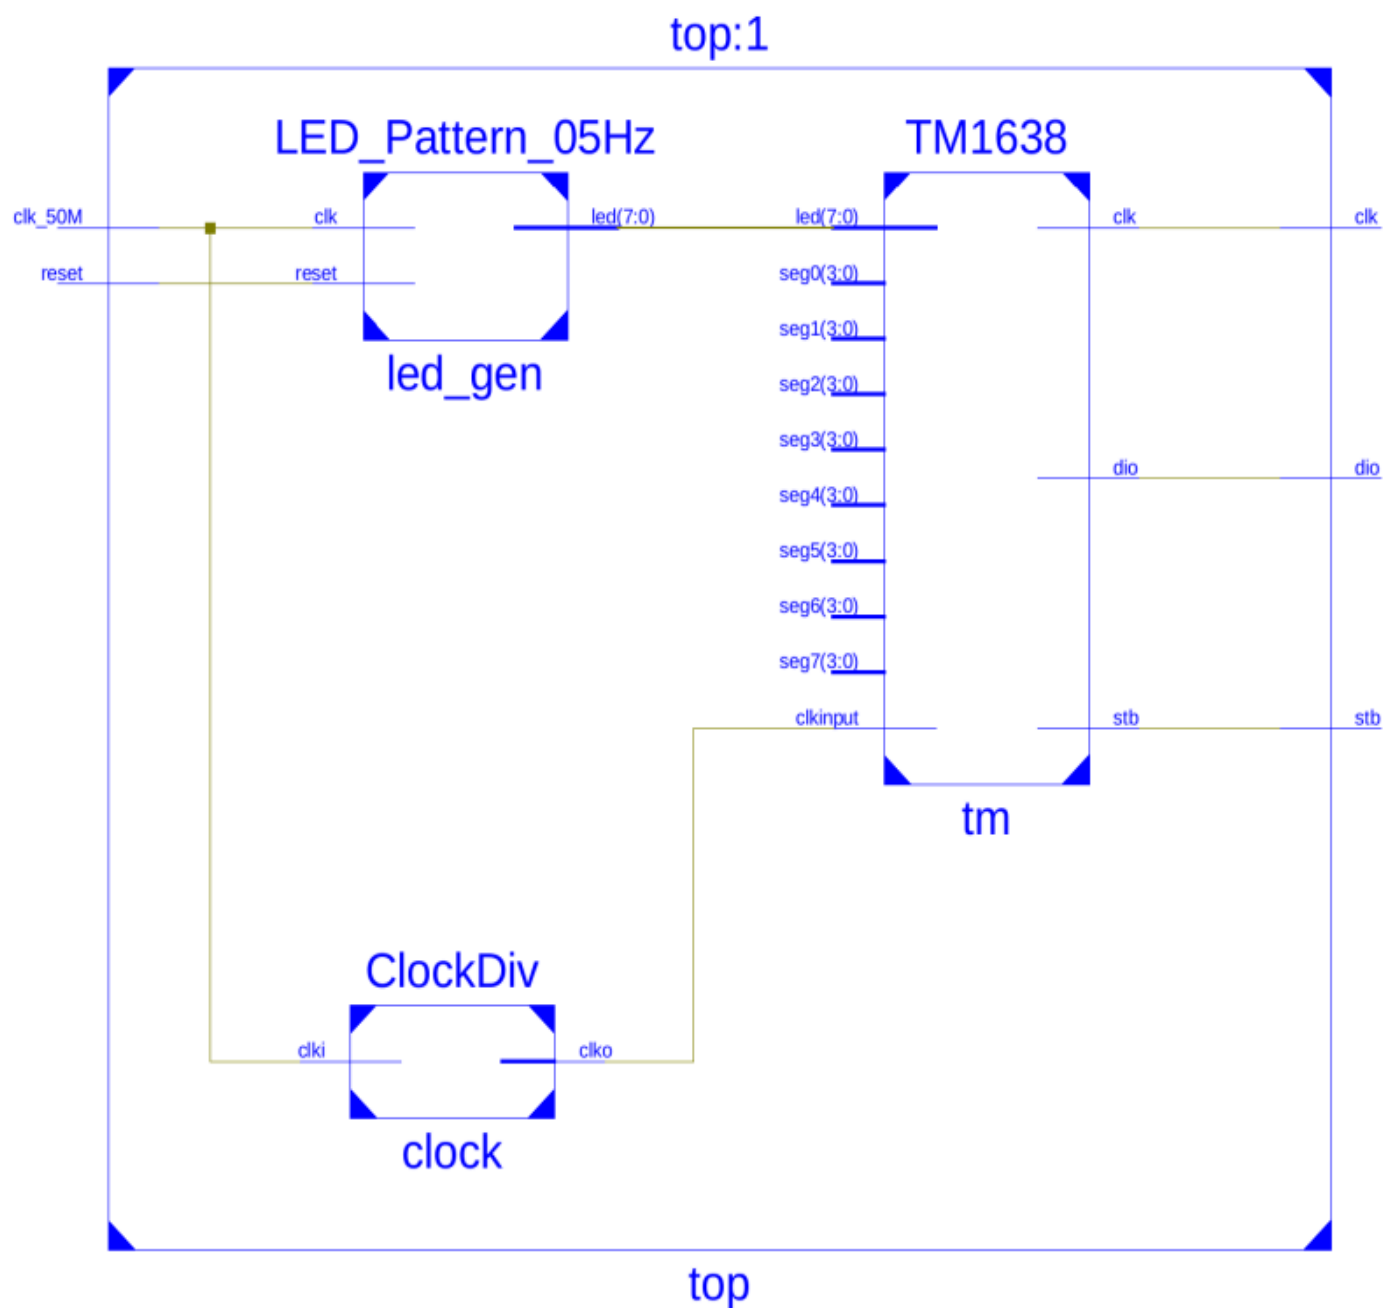 top:1
LED_Pattern_05Hz
TM1638
clk_50M
clk
led(7:0)
led(7:0)
clk
clk
reset
reset
seg0(3:0)
seg1(3:0)
led_gen
seg2(3:0)
seg3(3:0)
dio
dio
seg4(3:0)
seg5(3:0)
seg6(3:0)
seg7(3:0)
clkinput
stb
stb
tm
ClockDiv
clki
clko
clock
top